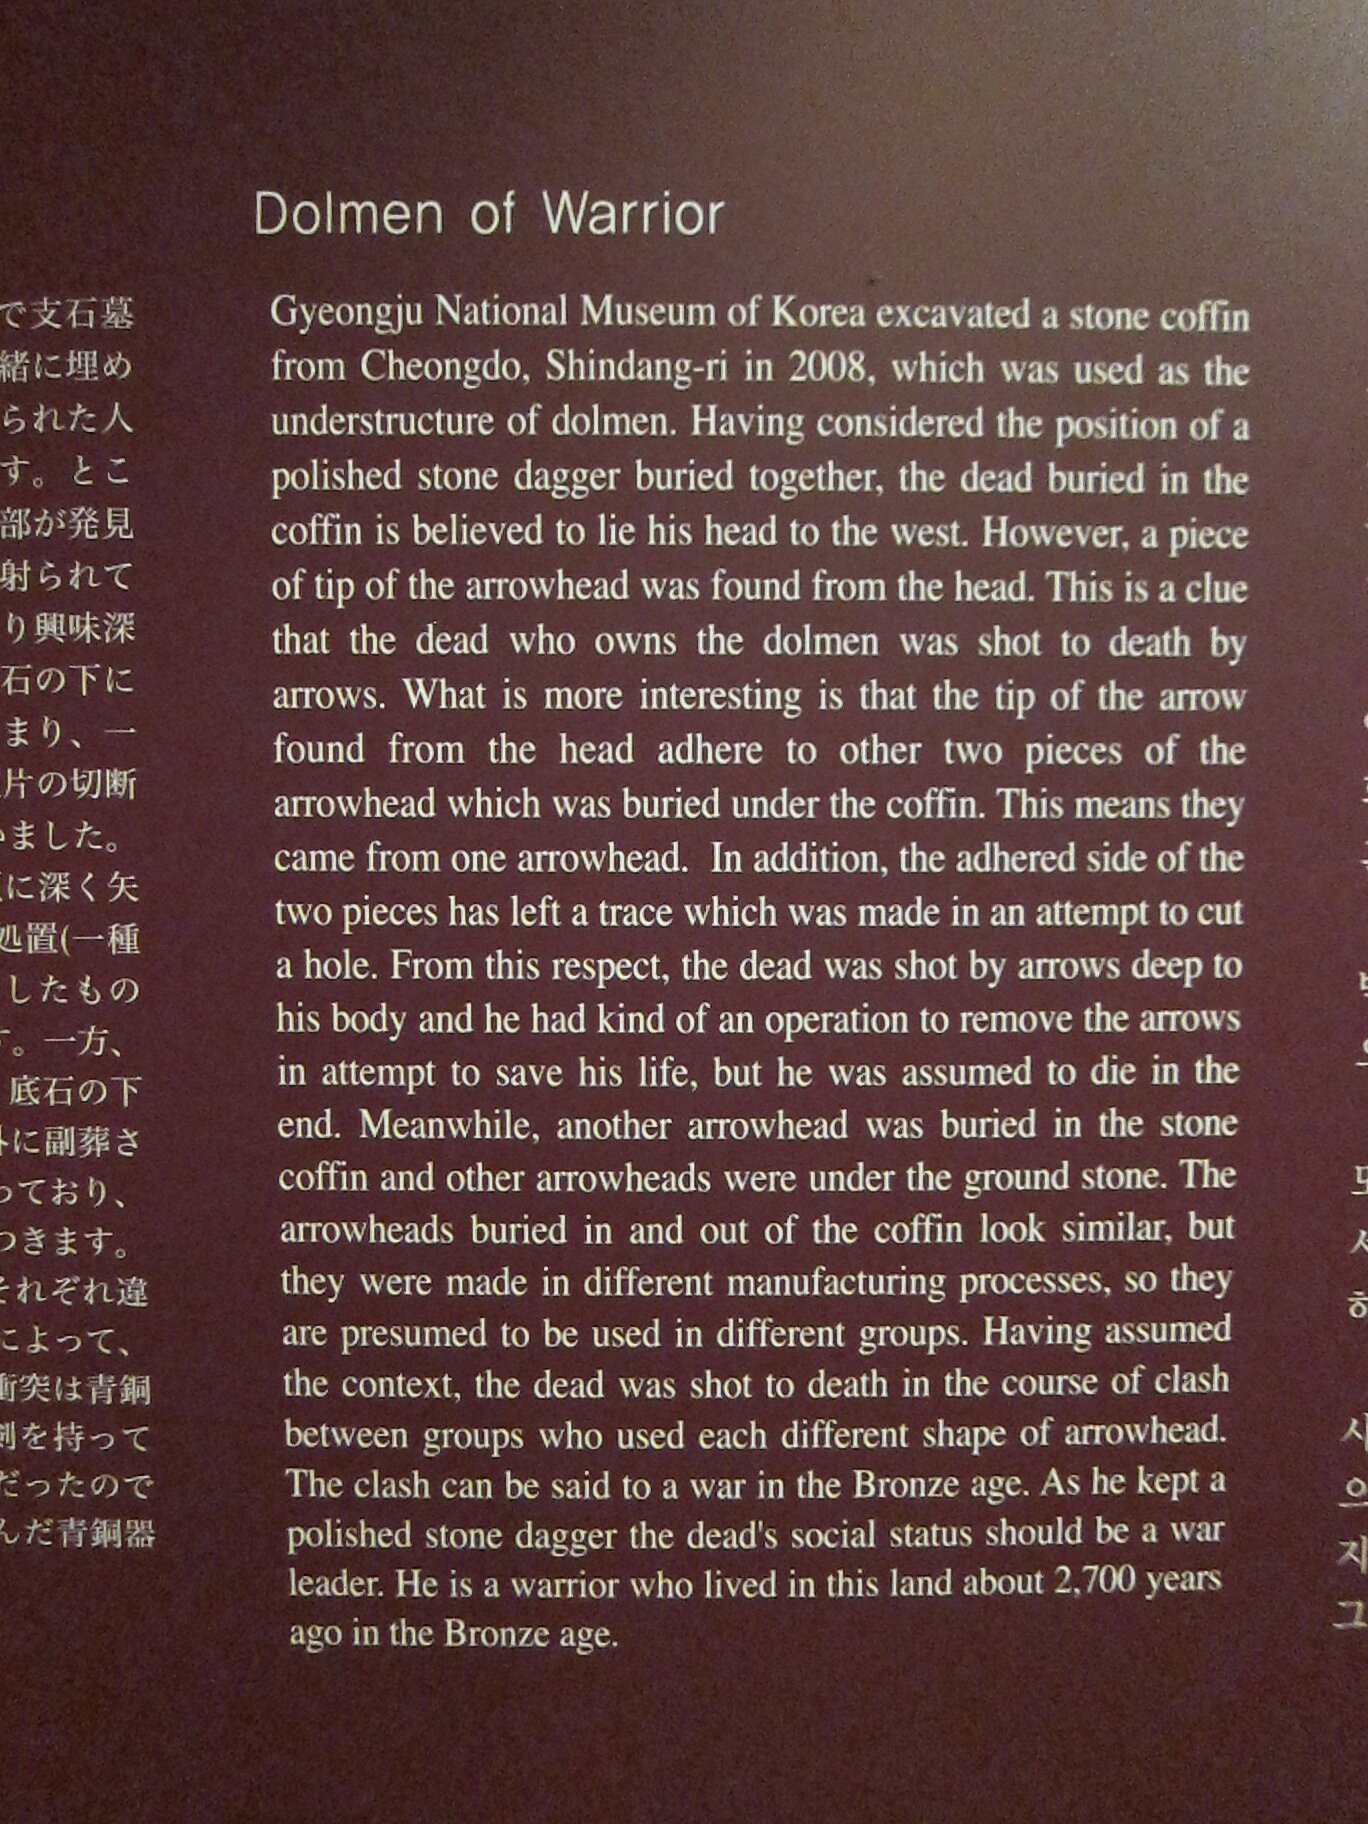 Dolmen of Warrior
で支石墓
緒に埋め
られた人
す。とこ
部が発見
射られて
り興味深
石の下に
まり、一
片の切断
いました。
に深く矢
処置(一種
したもの
す。一方、
底石の下
外に副葬さ
っており、
つきます。
それぞれ違
によって、
衝突は青銅
剣を持って
だったので
んだ青銅器
Gyeongju National Museum of Korea excavated a stone coffin
from Cheongdo, Shindang-ri in 2008, which was used as the
understructure of dolmen. Having considered the position of a
polished stone dagger buried together, the dead buried in the
coffin is believed to lie his head to the west. However, a piece
of tip of the arrowhead was found from the head. This is a clue
that the dead who owns the dolmen was shot to death by
arrows. What is more interesting is that the tip of the arrow
found from the head adhere to other two pieces of the
arrowhead which was buried under the coffin. This means they
came from one arrowhead. In addition, the adhered side of the
two pieces has left a trace which was made in an attempt to cut
a hole. From this respect, the dead was shot by arrows deep to
his body and he had kind of an operation to remove the arrows
in attempt to save his life, but he was assumed to die in the
end. Meanwhile, another arrowhead was buried in the stone
coffin and other arrowheads were under the ground stone. The
arrowheads buried in and out of the coffin look similar, but
they were made in different manufacturing processes, so they
are presumed to be used in different groups. Having assumed
the context, the dead was shot to death in the course of clash
between groups who used each different shape of arrowhead.
The clash can be said to a war in the Bronze age. As he kept a
polished stone dagger the dead's social status should be a war
leader. He is a warrior who lived in this land about 2,700 years
ago in the Bronze age.